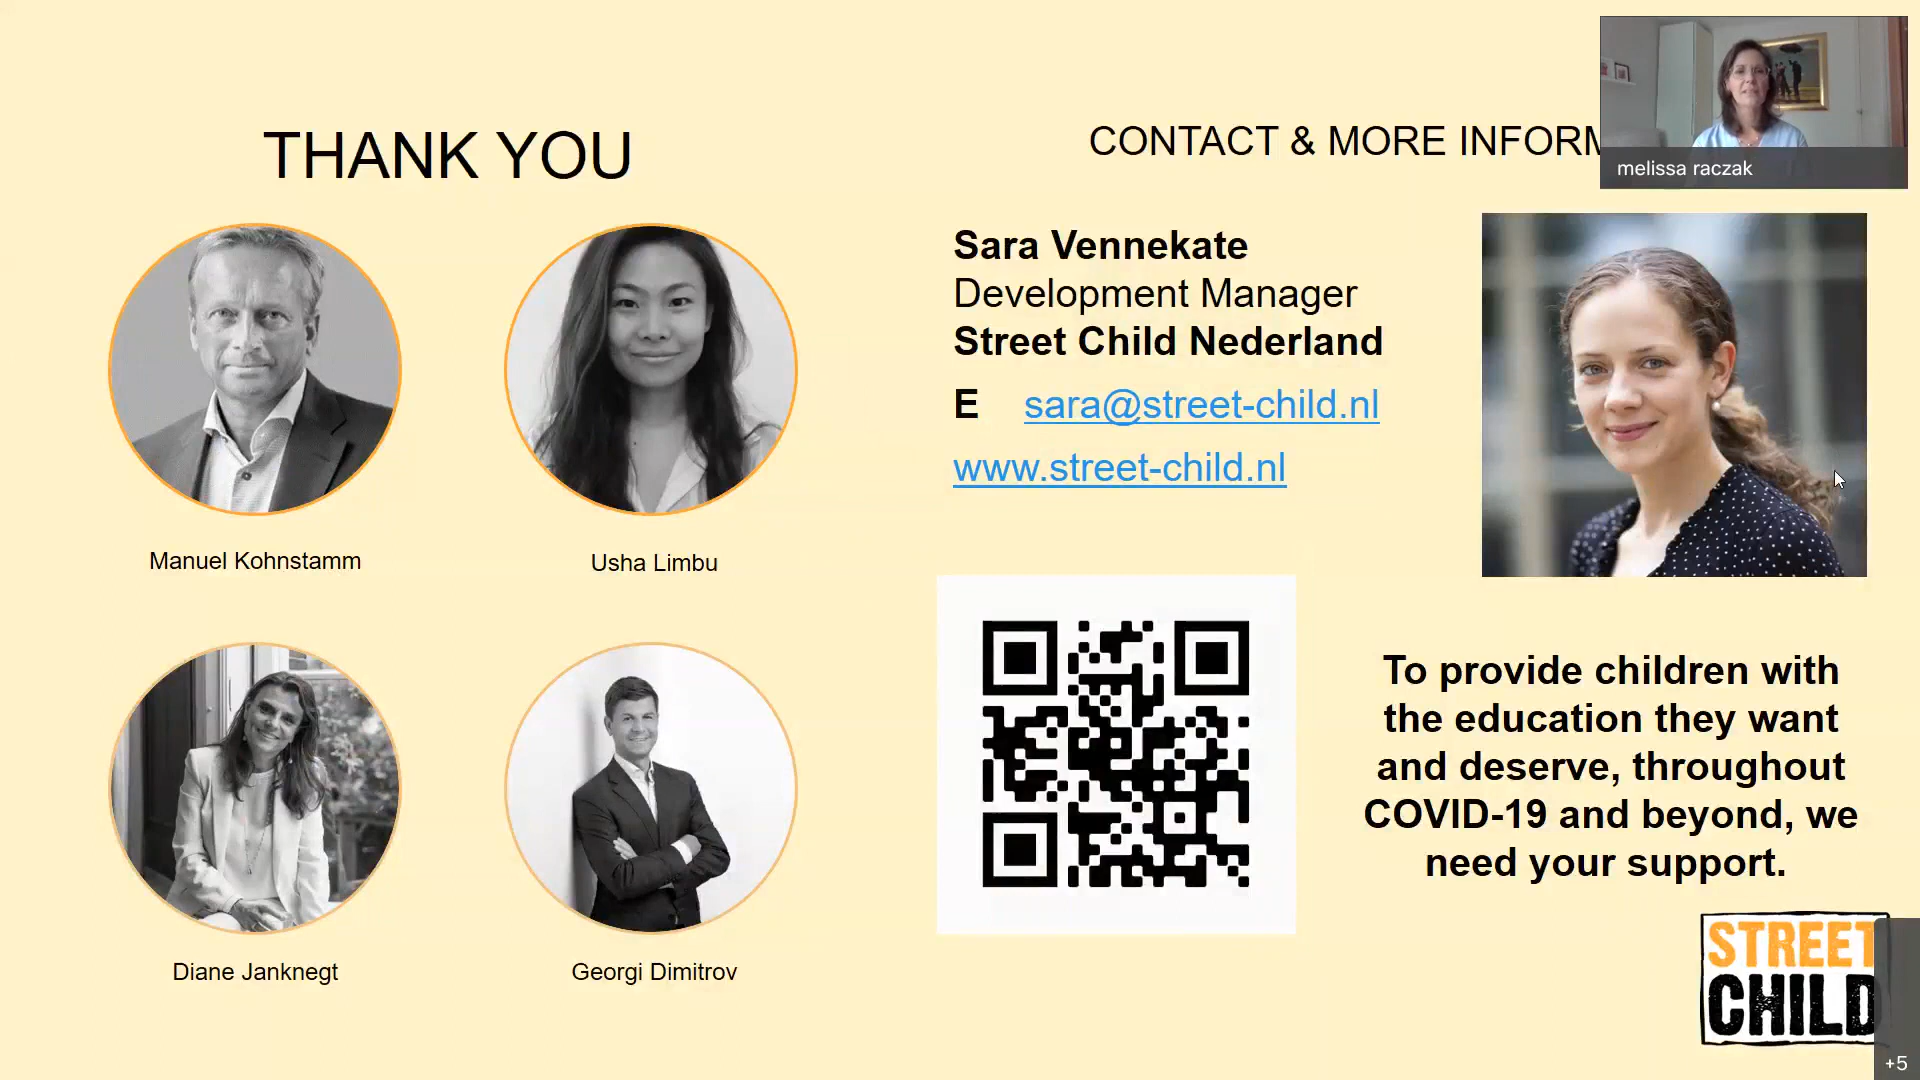 THANK YOU
Manuel Kohnstamm
Usha Limbu
Diane Janknegt
Georgi Dimitrov
CONTACT & MORE INFORM
melissa raczak
Sara Vennekate
Development Manager
Street Child Nederland
E sara@street-child.nl
www.street-child.nl
To provide children with
the education they want
and deserve, throughout
COVID-19 and beyond, we
need your support.
STREET
CHILD
+5